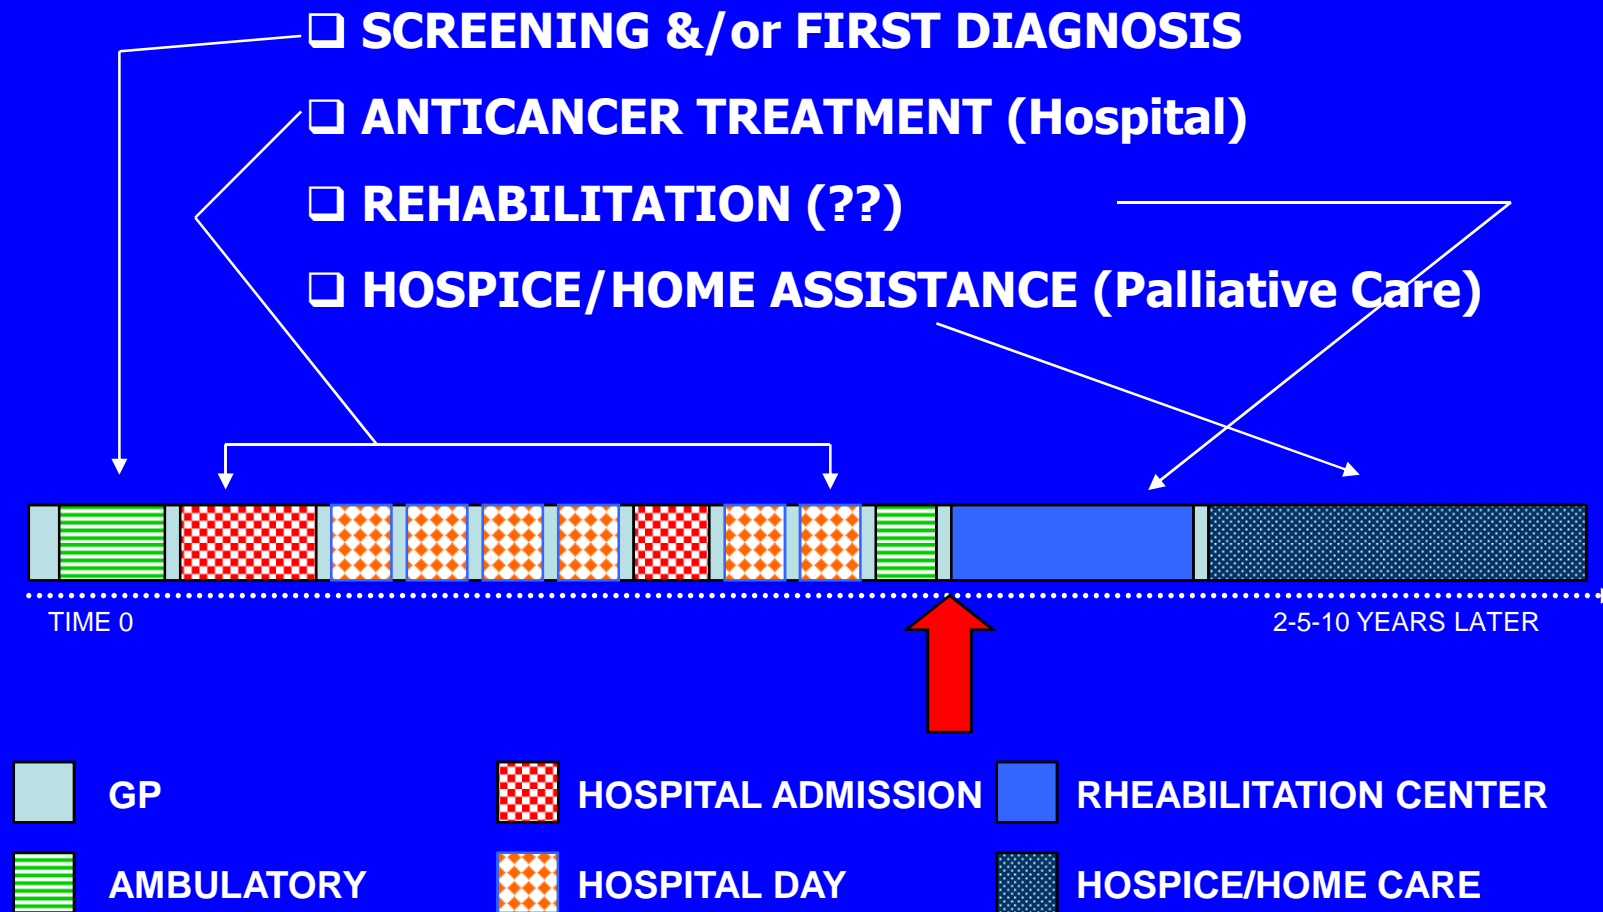 ❑ SCREENING &/or FIRST DIAGNOSIS
❑ ANTICANCER TREATMENT (Hospital)
❑ REHABILITATION (??)
❑ HOSPICE/HOME ASSISTANCE (Palliative Care)
TIME 0
2-5-10 YEARS LATER
GP
HOSPITAL ADMISSION
RHEABILITATION CENTER
AMBULATORY
HOSPITAL DAY
HOSPICE/HOME CARE